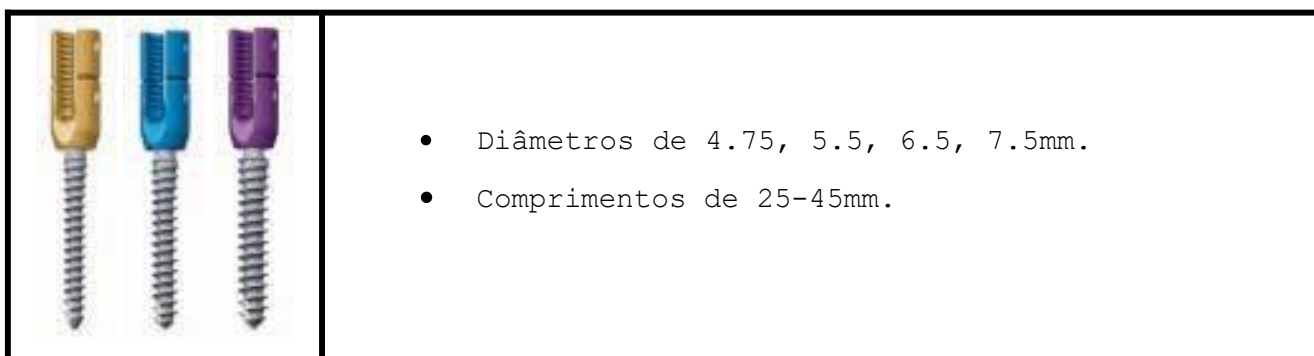 • Diâmetros de 4.75, 5.5, 6.5, 7.5mm.
• Comprimentos de 25-45mm.